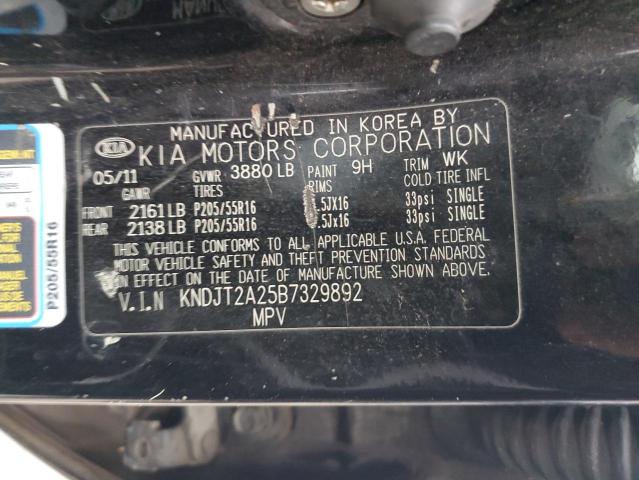 MANUFACTURED IN KOREA BY
KIA KIA MOTORS CORPORATION
05/11 GVWR 3880 LB PAINT 9H TRIM WK
GAWR TIRES RIMS COLD TIRE INFL
FRONT 2161 LB P205/55R16 .5JX16 33psi SINGLE
REAR 2138 LB P205/55R16 .5Jx16 33psi SINGLE
THIS VEHICLE CONFORMS TO ALL APPLICABLE U.S.A. FEDERAL
MOTOR VEHICLE SAFETY AND THEFT PREVENTION STANDARDS
IN EFFECT ON THE DATE OF MANUFACTURE SHOWN ABOVE.
V.I.N KNDJT2A25B7329892
MPV
P205/55R16